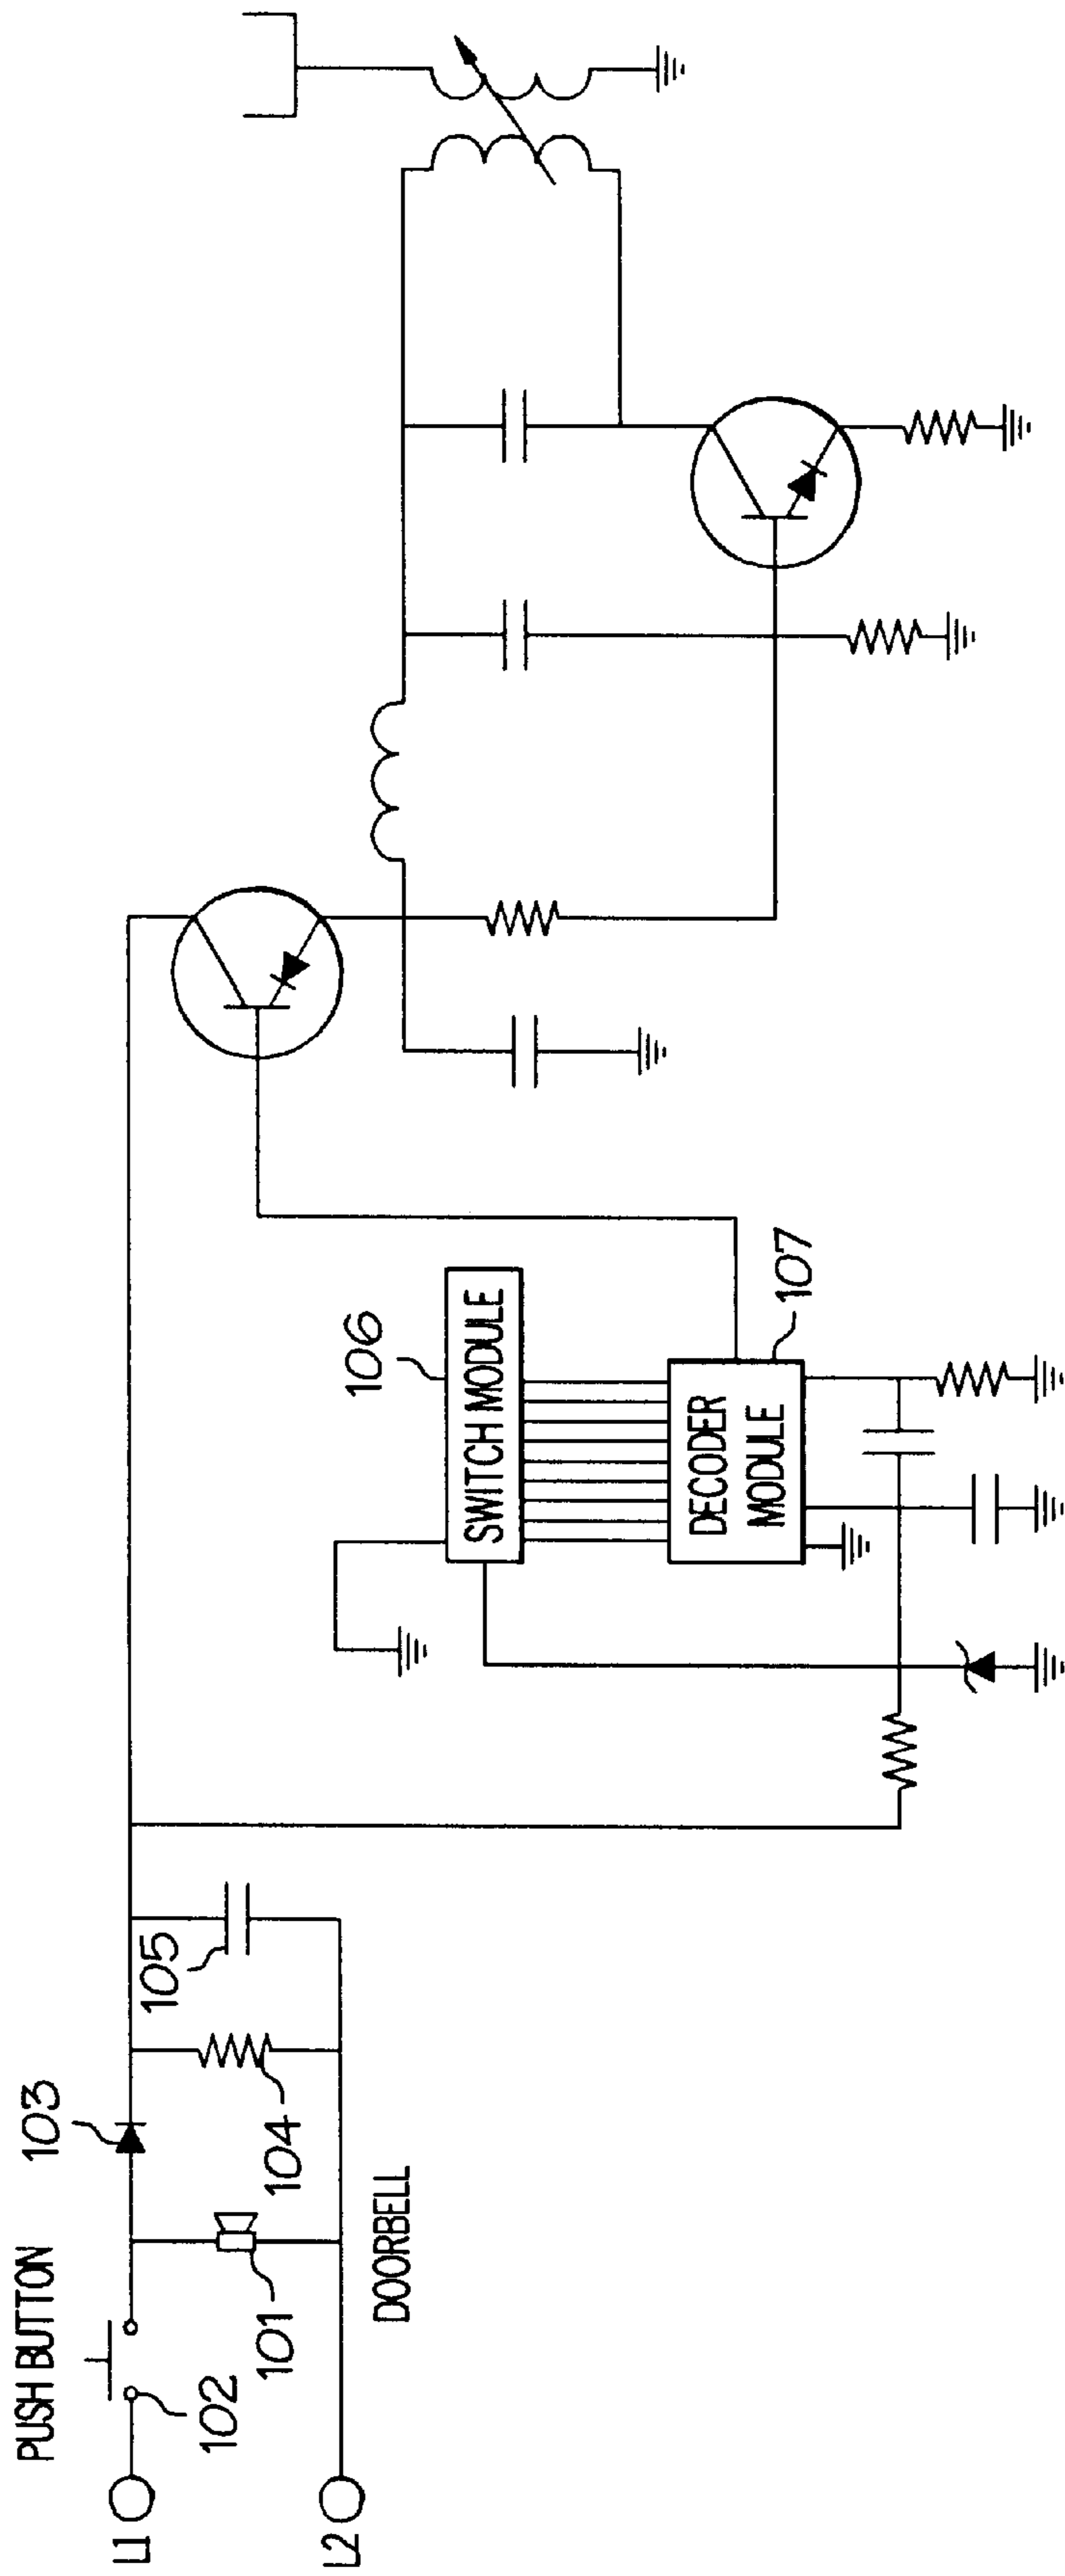 PUSH BUTTON
L1
L2
102
103
101
104
105
DOORBELL
106
SWITCH MODULE
DECODER
MODULE
107